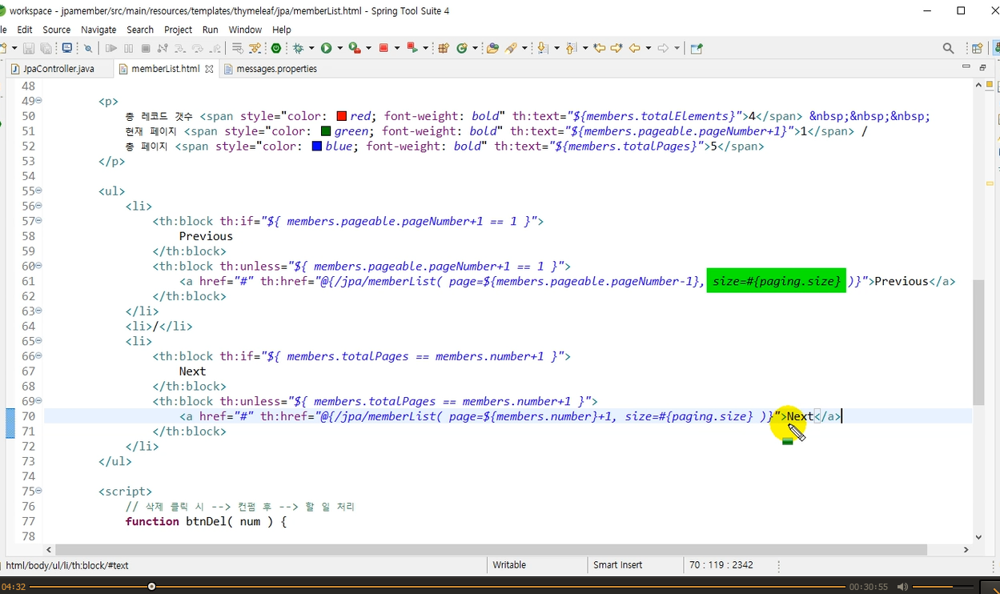 workspace - jpamember/src/main/resources/templates/thymeleaf/jpa/memberList.html - Spring Tool Suite 4
le Edit Source Navigate Search Project Run Window Help
JpaController.java memberList.html messages.properties
48
49 <p>
50 총 레코드 갯수 <span style="color: red; font-weight: bold" th:text="${members.totalElements}">4</span> &nbsp;&nbsp;&nbsp;
51 현재 페이지 <span style="color: green; font-weight: bold" th:text="${members.pageable.pageNumber+1}">1</span> /
52 총 페이지 <span style="color: blue; font-weight: bold" th:text="${members.totalPages}">5</span>
53 </p>
54
55 <ul>
56 <li>
57 <th:block th:if="${ members.pageable.pageNumber+1 == 1 }">
58 Previous
59 </th:block>
60 <th:block th:unless="${ members.pageable.pageNumber+1 == 1 }">
61 <a href="#" th:href="@{/jpa/memberList( page=${members.pageable.pageNumber-1}, size=#{paging.size} )}">Previous</a>
62 </th:block>
63 </li>
64 <li>/</li>
65 <li>
66 <th:block th:if="${ members.totalPages == members.number+1 }">
67 Next
68 </th:block>
69 <th:block th:unless="${ members.totalPages == members.number+1 }">
70 <a href="#" th:href="@{/jpa/memberList( page=${members.number}+1, size=#{paging.size} )}">Next</a>
71 </th:block>
72 </li>
73 </ul>
74
75 <script>
76 // 삭제 클릭 시 --> 컨펌 후 --> 할 일 처리
77 function btnDel( num ) {
78
html/body/ul/li/th:block/#text Writable Smart Insert 70 : 119 : 2342
04:32 00:30:55